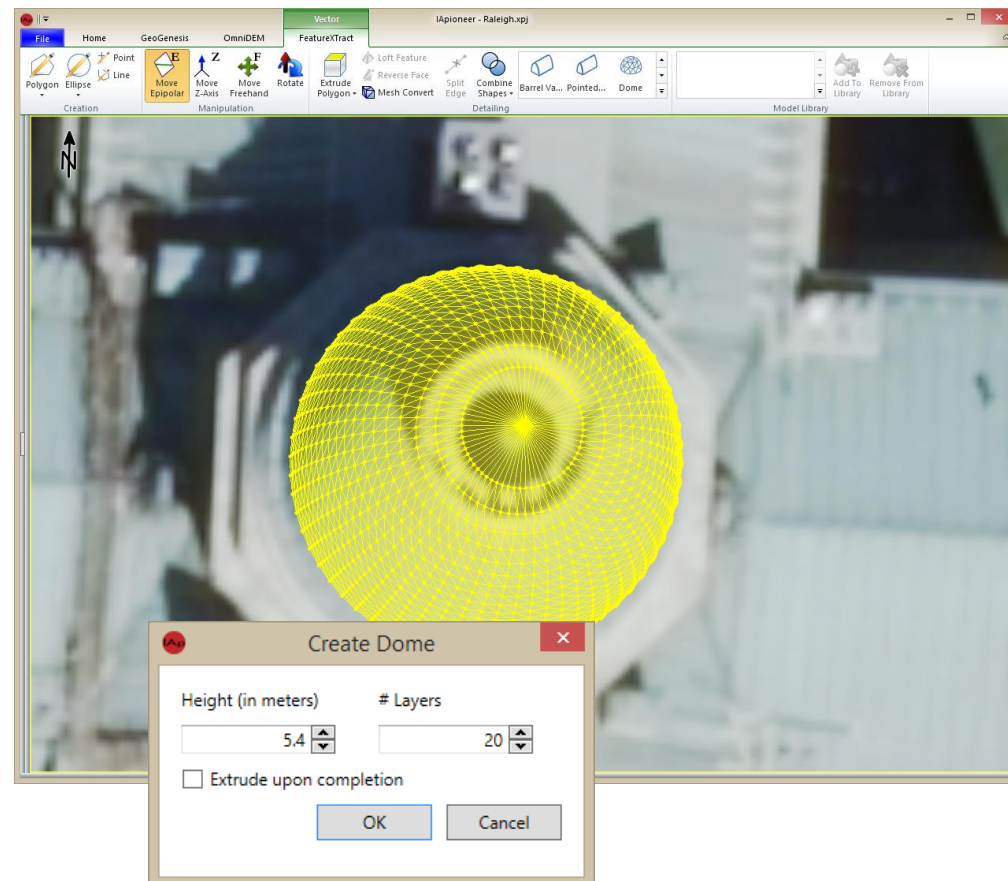 IAp
Vector
IApioneer - Raleigh.xpj
File Home GeoGenesis OmniDEM FeatureXTract
Polygon
Ellipse
Point
Line
E
Move Epipolar
Z
Move Z-Axis
F
Move Freehand
Rotate
Extrude Polygon
Loft Feature
Reverse Face
Mesh Convert
Split Edge
Combine Shapes
Barrel Va...
Pointed...
Dome
Add To Library
Remove From Library
Creation
Manipulation
Detailing
Model Library
N
IAp
Create Dome
Height (in meters) # Layers
5.4 20
Extrude upon completion
OK Cancel